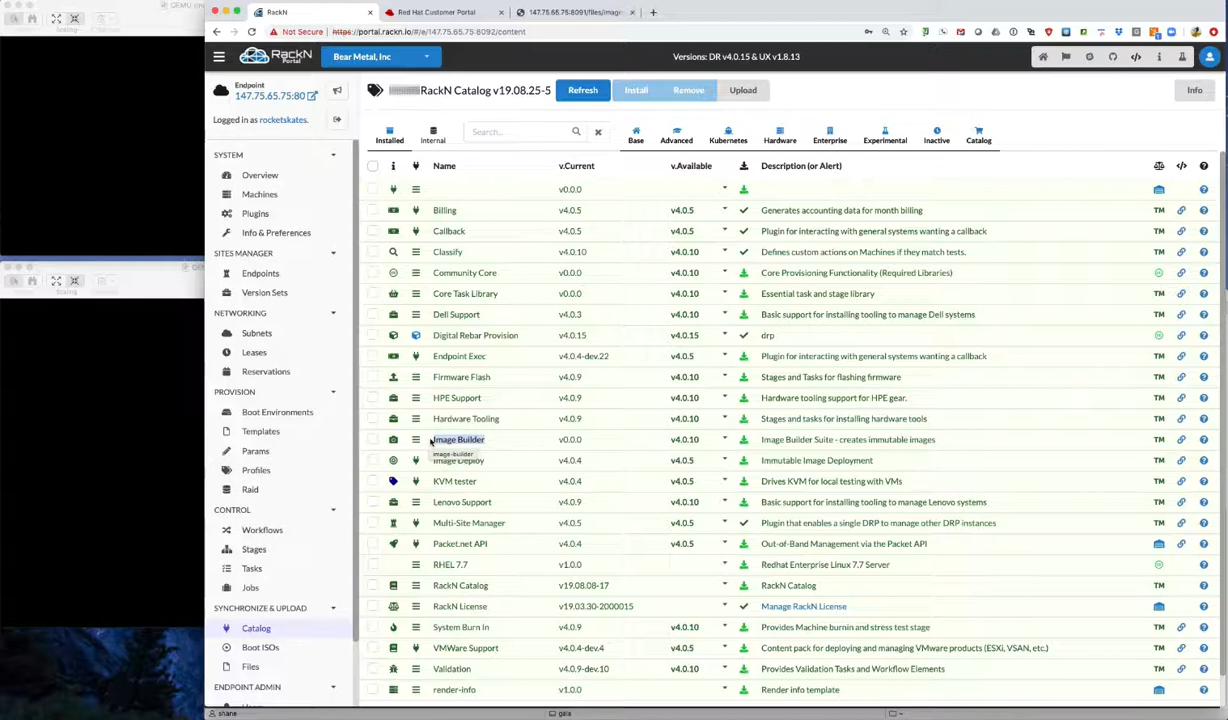 RackN
Red Hat Customer Portal
147.75.65.75:8091/files/imag
Not Secure
https://portal.rackn.io/#/e/147.75.65.75:8092/content
RackN Portal
Bear Metal, Inc
Versions: DR v4.0.15 & UX v1.8.13
Endpoint
147.75.65.75:80
Logged in as rocketskates.
RackN Catalog v19.08.25-5
Refresh
Install
Remove
Upload
Info
Installed
Internal
Search...
Base
Advanced
Kubernetes
Hardware
Enterprise
Experimental
Inactive
Catalog
SYSTEM
Overview
Machines
Plugins
Info & Preferences
SITES MANAGER
Endpoints
Version Sets
NETWORKING
Subnets
Leases
Reservations
PROVISION
Boot Environments
Templates
Params
Profiles
Raid
CONTROL
Workflows
Stages
Tasks
Jobs
SYNCHRONIZE & UPLOAD
Catalog
Boot ISOs
Files
ENDPOINT ADMIN
Name v.Current v.Available Description (or Alert)
v0.0.0
Billing v4.0.5 v4.0.5 Generates accounting data for month billing TM
Callback v4.0.5 v4.0.5 Plugin for interacting with general systems wanting a callback TM
Classify v4.0.10 v4.0.10 Defines custom actions on Machines if they match tests. TM
Community Core v0.0.0 v4.0.10 Core Provisioning Functionality (Required Libraries)
Core Task Library v0.0.0 v4.0.10 Essential task and stage library TM
Dell Support v4.0.3 v4.0.10 Basic support for installing tooling to manage Dell systems TM
Digital Rebar Provision v4.0.15 v4.0.15 drp
Endpoint Exec v4.0.4-dev.22 v4.0.5 Plugin for interacting with general systems wanting a callback TM
Firmware Flash v4.0.9 v4.0.10 Stages and Tasks for flashing firmware TM
HPE Support v4.0.9 v4.0.10 Hardware tooling support for HPE gear. TM
Hardware Tooling v4.0.9 v4.0.10 Stages and tasks for installing hardware tools TM
Image Builder v0.0.0 v4.0.10 Image Builder Suite - creates immutable images TM
image-builder
Image Deploy v4.0.4 v4.0.5 Immutable Image Deployment TM
KVM tester v4.0.4 v4.0.5 Drives KVM for local testing with VMs TM
Lenovo Support v4.0.9 v4.0.10 Basic support for installing tooling to manage Lenovo systems TM
Multi-Site Manager v4.0.5 v4.0.5 Plugin that enables a single DRP to manage other DRP instances TM
Packet.net API v4.0.4 v4.0.5 Out-of-Band Management via the Packet API
RHEL 7.7 v1.0.0 Redhat Enterprise Linux 7.7 Server
RackN Catalog v19.08.08-17 RackN Catalog TM
RackN License v19.03.30-2000015 Manage RackN License
System Burn In v4.0.9 v4.0.10 Provides Machine burnin and stress test stage TM
VMWare Support v4.0.4-dev.4 v4.0.10 Content pack for deploying and managing VMware products (ESXi, VSAN, etc.) TM
Validation v4.0.9-dev.10 v4.0.10 Provides Validation Tasks and Workflow Elements TM
render-info v1.0.0 Render info template
shane
gala